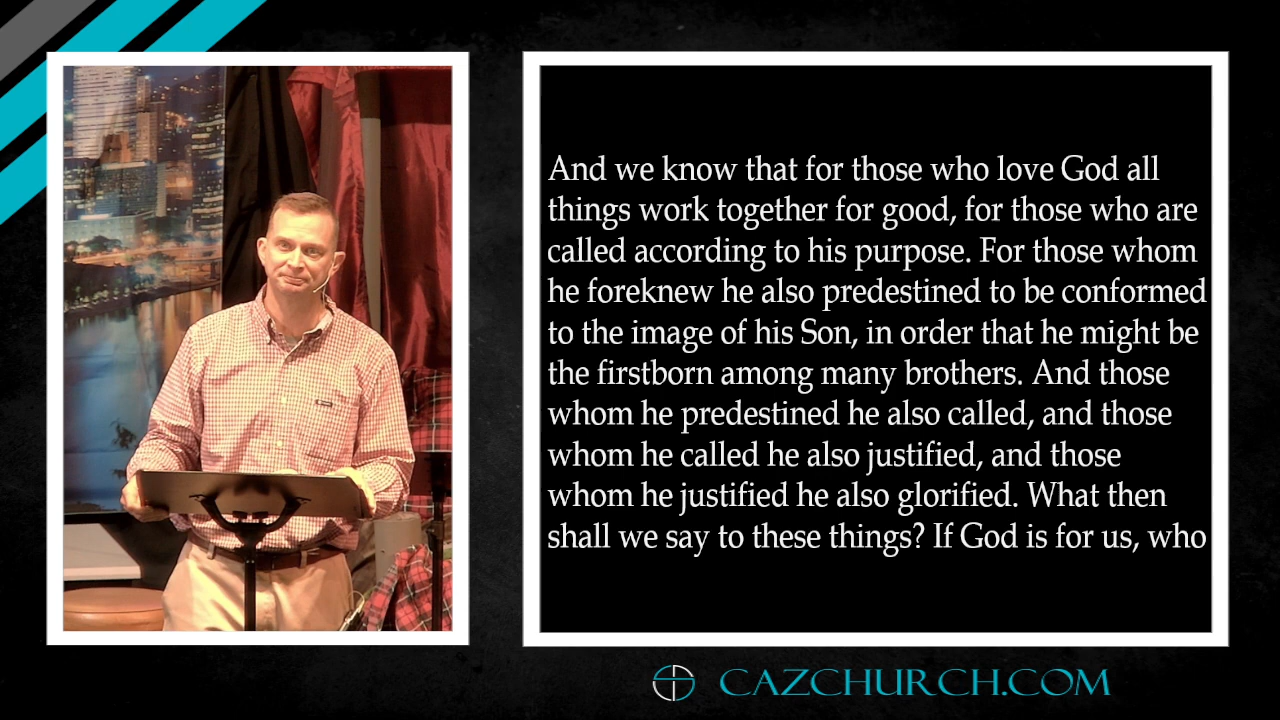 And we know that for those who love God all
things work together for good, for those who are
called according to his purpose. For those whom
he foreknew he also predestined to be conformed
to the image of his Son, in order that he might be
the firstborn among many brothers. And those
whom he predestined he also called, and those
whom he called he also justified, and those
whom he justified he also glorified. What then
shall we say to these things? If God is for us, who
CAZCHURCH.COM